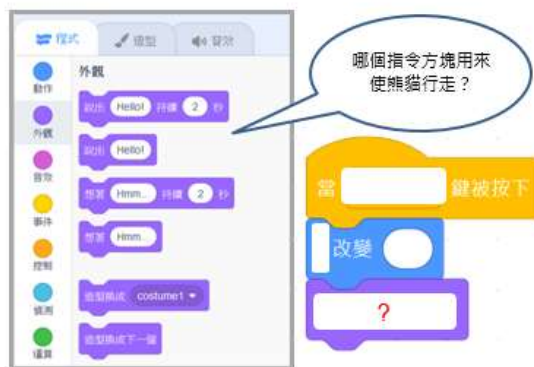 程式
造型
音效
動作
外觀
音效
事件
控制
偵測
運算
外觀
說出 Hello! 持續 2 秒
說出 Hello!
想著 Hmm... 持續 2 秒
想著 Hmm...
造型換成 costume1
造型換成下一個
哪個指令方塊用來
使熊貓行走？
當 鍵被按下
改變
?